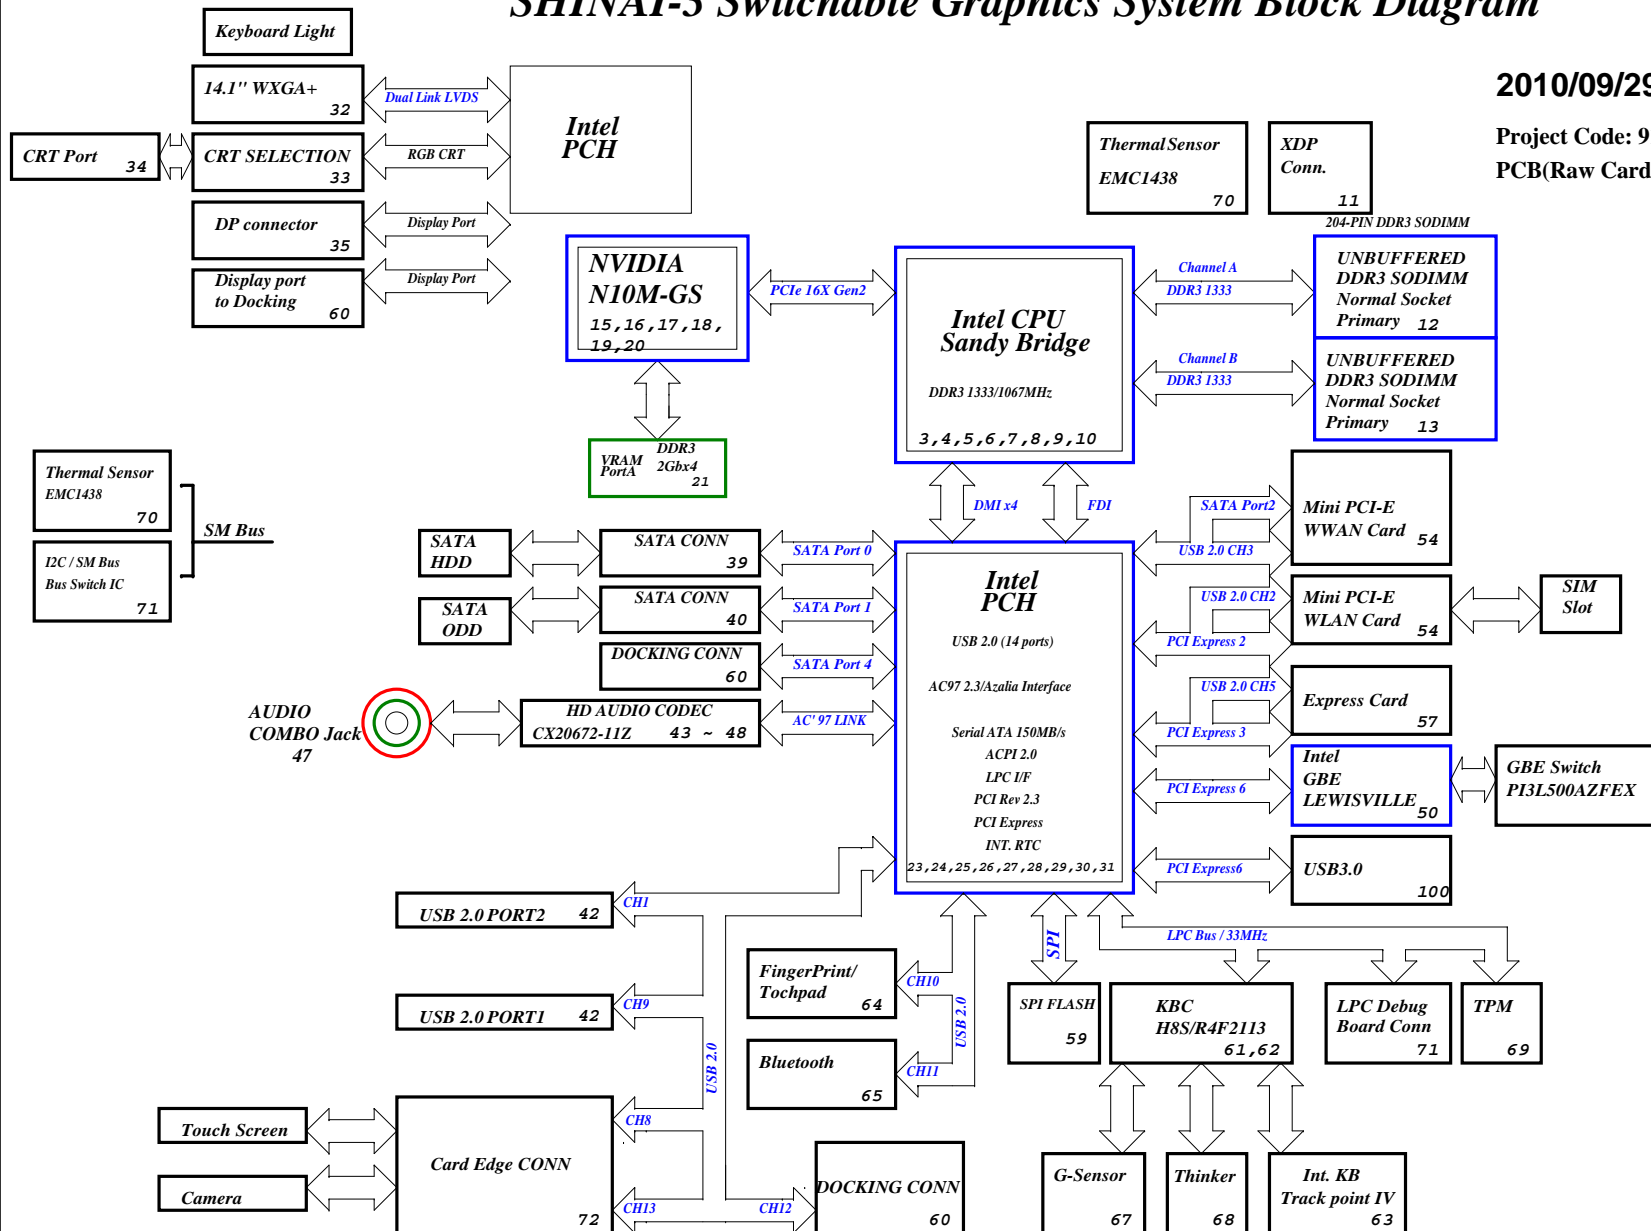 SHINAI-3 Switchable Graphics System Block Diagram
Keyboard Light
2010/09/29
Project Code: 9
PCB(Raw Card
14.1" WXGA+
32
Dual Link LVDS
Intel
PCH
CRT Port
34
CRT SELECTION
33
RGB CRT
DP connector
35
Display Port
Display port
to Docking
60
Display Port
Thermal Sensor
EMC1438
70
XDP
Conn.
11
204-PIN DDR3 SODIMM
NVIDIA
N10M-GS
15,16,17,18,
19,20
PCIe 16X Gen2
Intel CPU
Sandy Bridge
DDR3 1333/1067MHz
3,4,5,6,7,8,9,10
Channel A
DDR3 1333
UNBUFFERED
DDR3 SODIMM
Normal Socket
Primary 12
Channel B
DDR3 1333
UNBUFFERED
DDR3 SODIMM
Normal Socket
Primary 13
VRAM
PortA
DDR3
2Gbx4
21
Thermal Sensor
EMC1438
70
I2C / SM Bus
Bus Switch IC
71
SM Bus
DMI x4
FDI
SATA
HDD
SATA CONN
39
SATA Port 0
SATA
ODD
SATA CONN
40
SATA Port 1
DOCKING CONN
60
SATA Port 4
AUDIO
COMBO Jack
47
HD AUDIO CODEC
CX20672-11Z 43 ~ 48
AC' 97 LINK
Intel
PCH
USB 2.0 (14 ports)
AC97 2.3/Azalia Interface
Serial ATA 150MB/s
ACPI 2.0
LPC I/F
PCI Rev 2.3
PCI Express
INT. RTC
23,24,25,26,27,28,29,30,31
SATA Port2
USB 2.0 CH3
Mini PCI-E
WWAN Card 54
USB 2.0 CH2
PCI Express 2
Mini PCI-E
WLAN Card 54
SIM
Slot
USB 2.0 CH5
PCI Express 3
Express Card
57
PCI Express 6
Intel
GBE
LEWISVILLE 50
GBE Switch
PI3L500AZFEX
PCI Express6
USB3.0
100
USB 2.0 PORT2 42
CH1
USB 2.0 PORT1 42
CH9
USB 2.0
FingerPrint/
Tochpad
64
CH10
USB 2.0
Bluetooth
65
CH11
SPI
LPC Bus / 33MHz
SPI FLASH
59
KBC
H8S/R4F2113
61,62
LPC Debug
Board Conn
71
TPM
69
Touch Screen
Camera
Card Edge CONN
72
CH8
CH13
CH12
DOCKING CONN
60
G-Sensor
67
Thinker
68
Int. KB
Track point IV
63